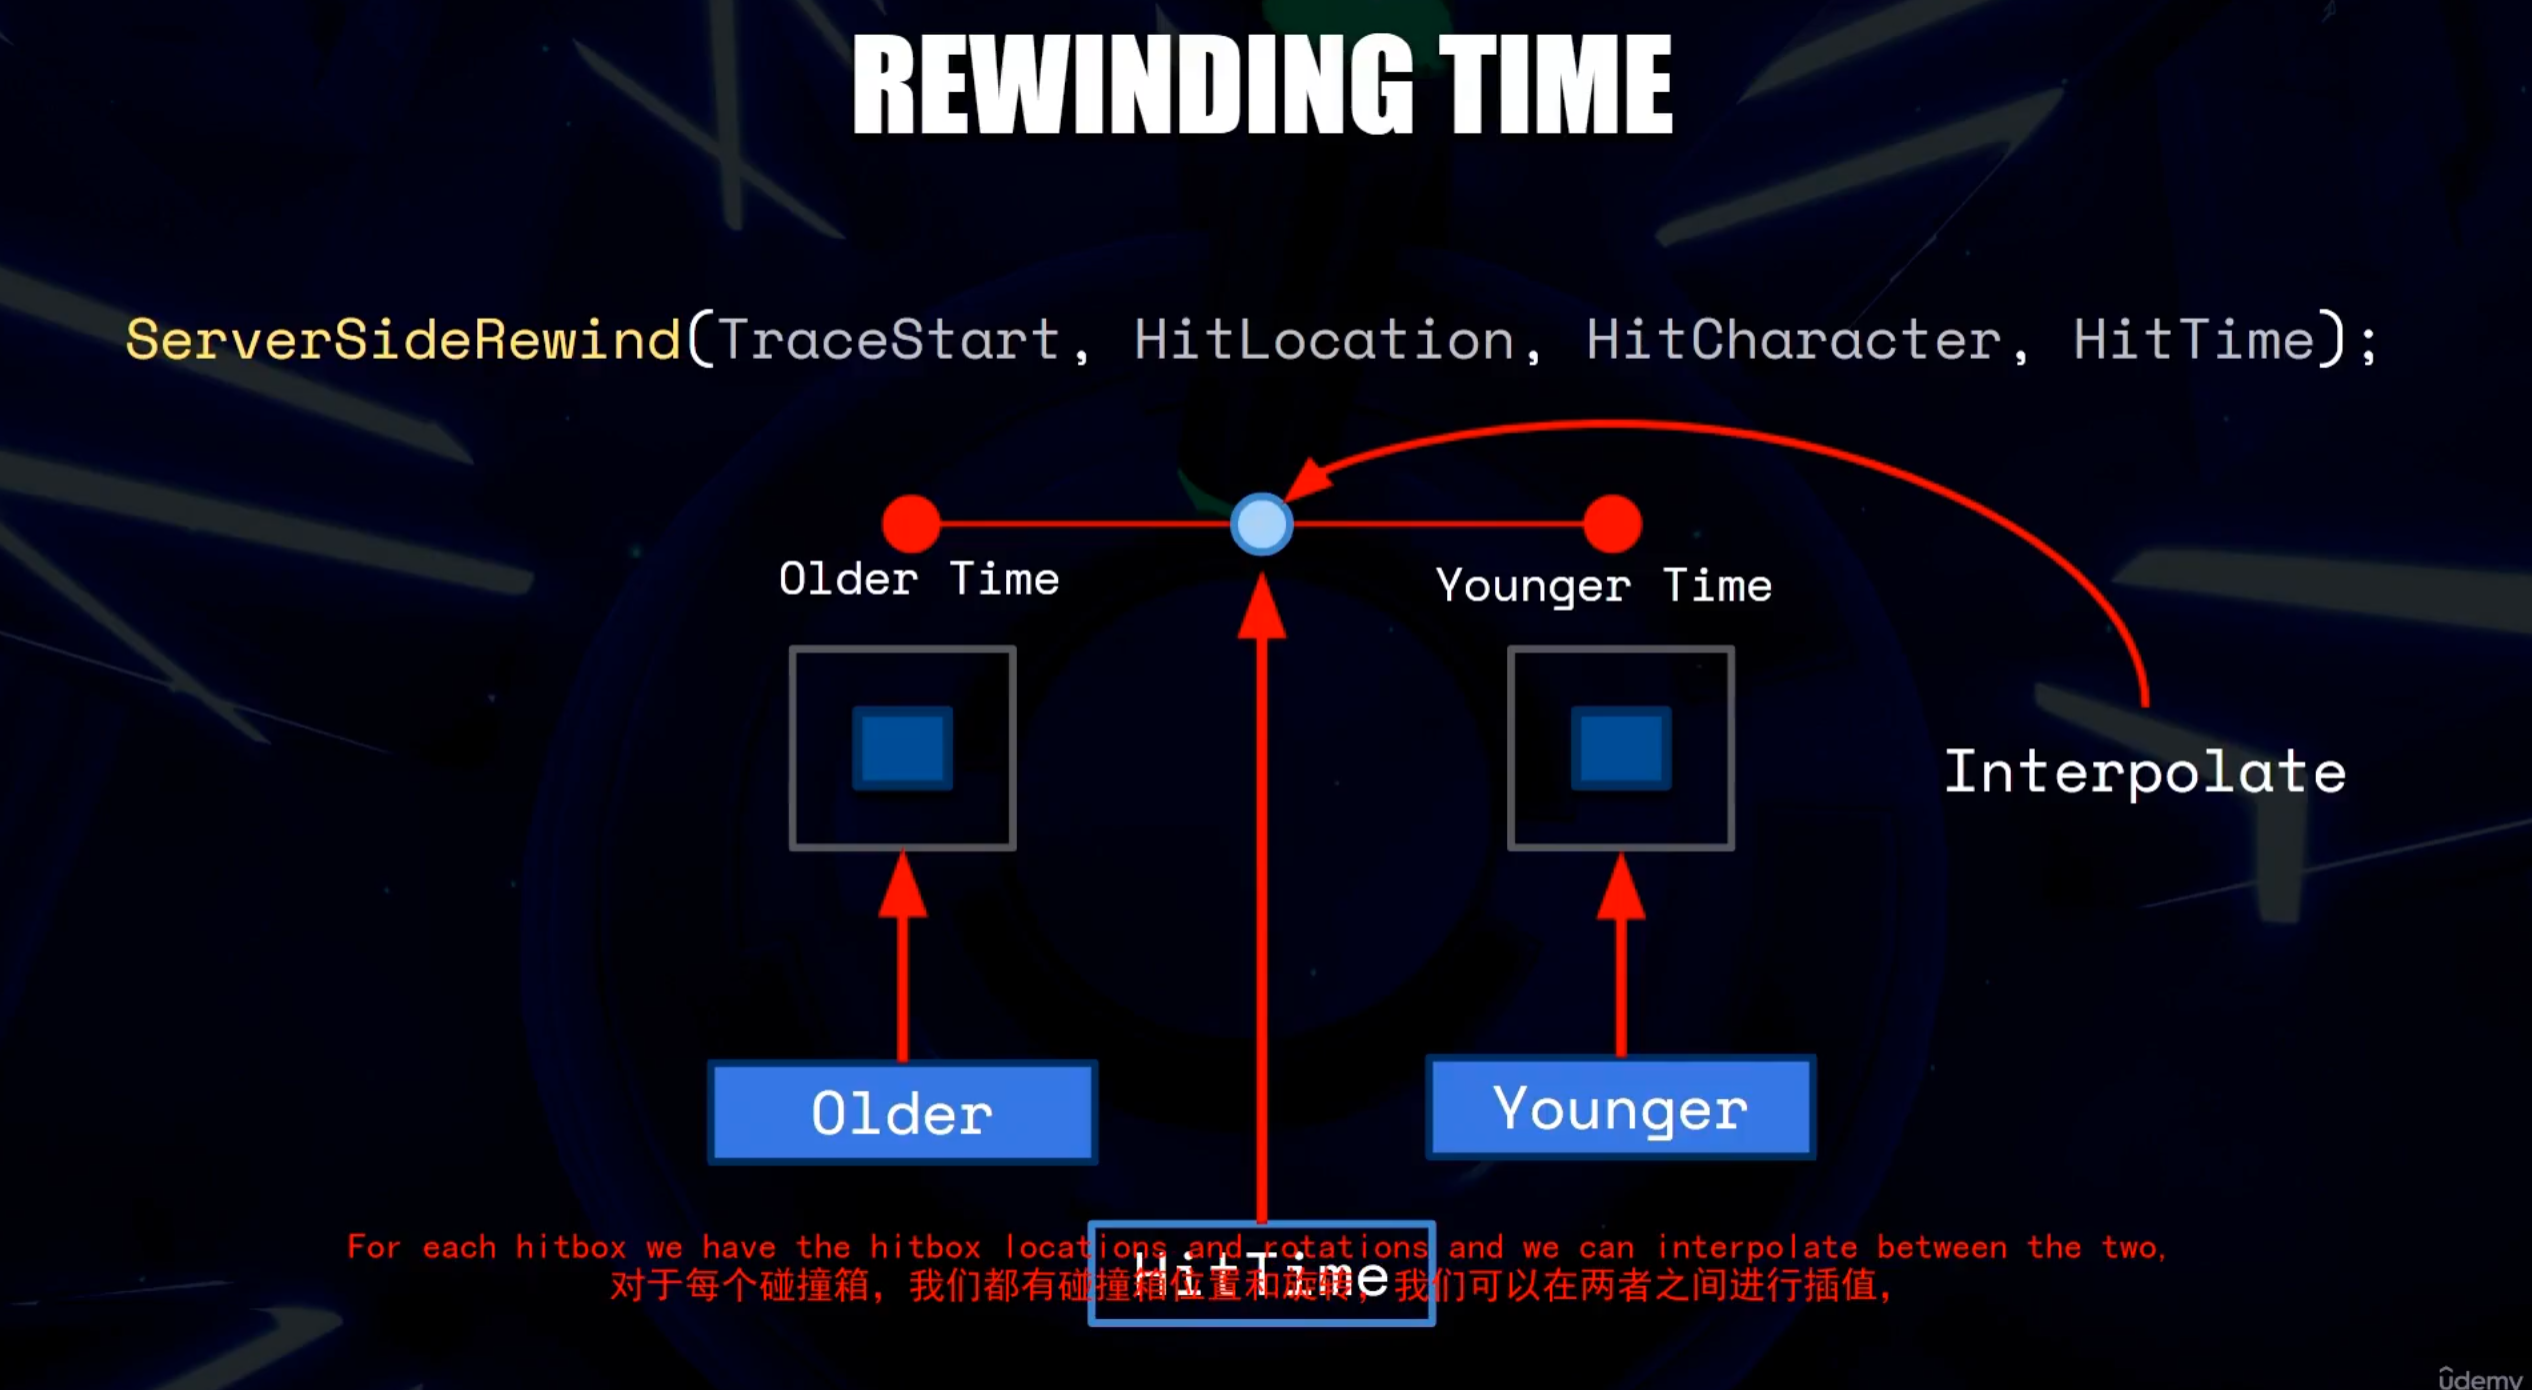 REWINDING TIME
ServerSideRewind(TraceStart, HitLocation, HitCharacter, HitTime);
Older Time
Younger Time
Interpolate
Older
Younger
HitTime
For each hitbox we have the hitbox locations and rotations and we can interpolate between the two,
对于每个碰撞箱，我们都有碰撞箱位置和旋转，我们可以在两者之间进行插值，
ûdemy